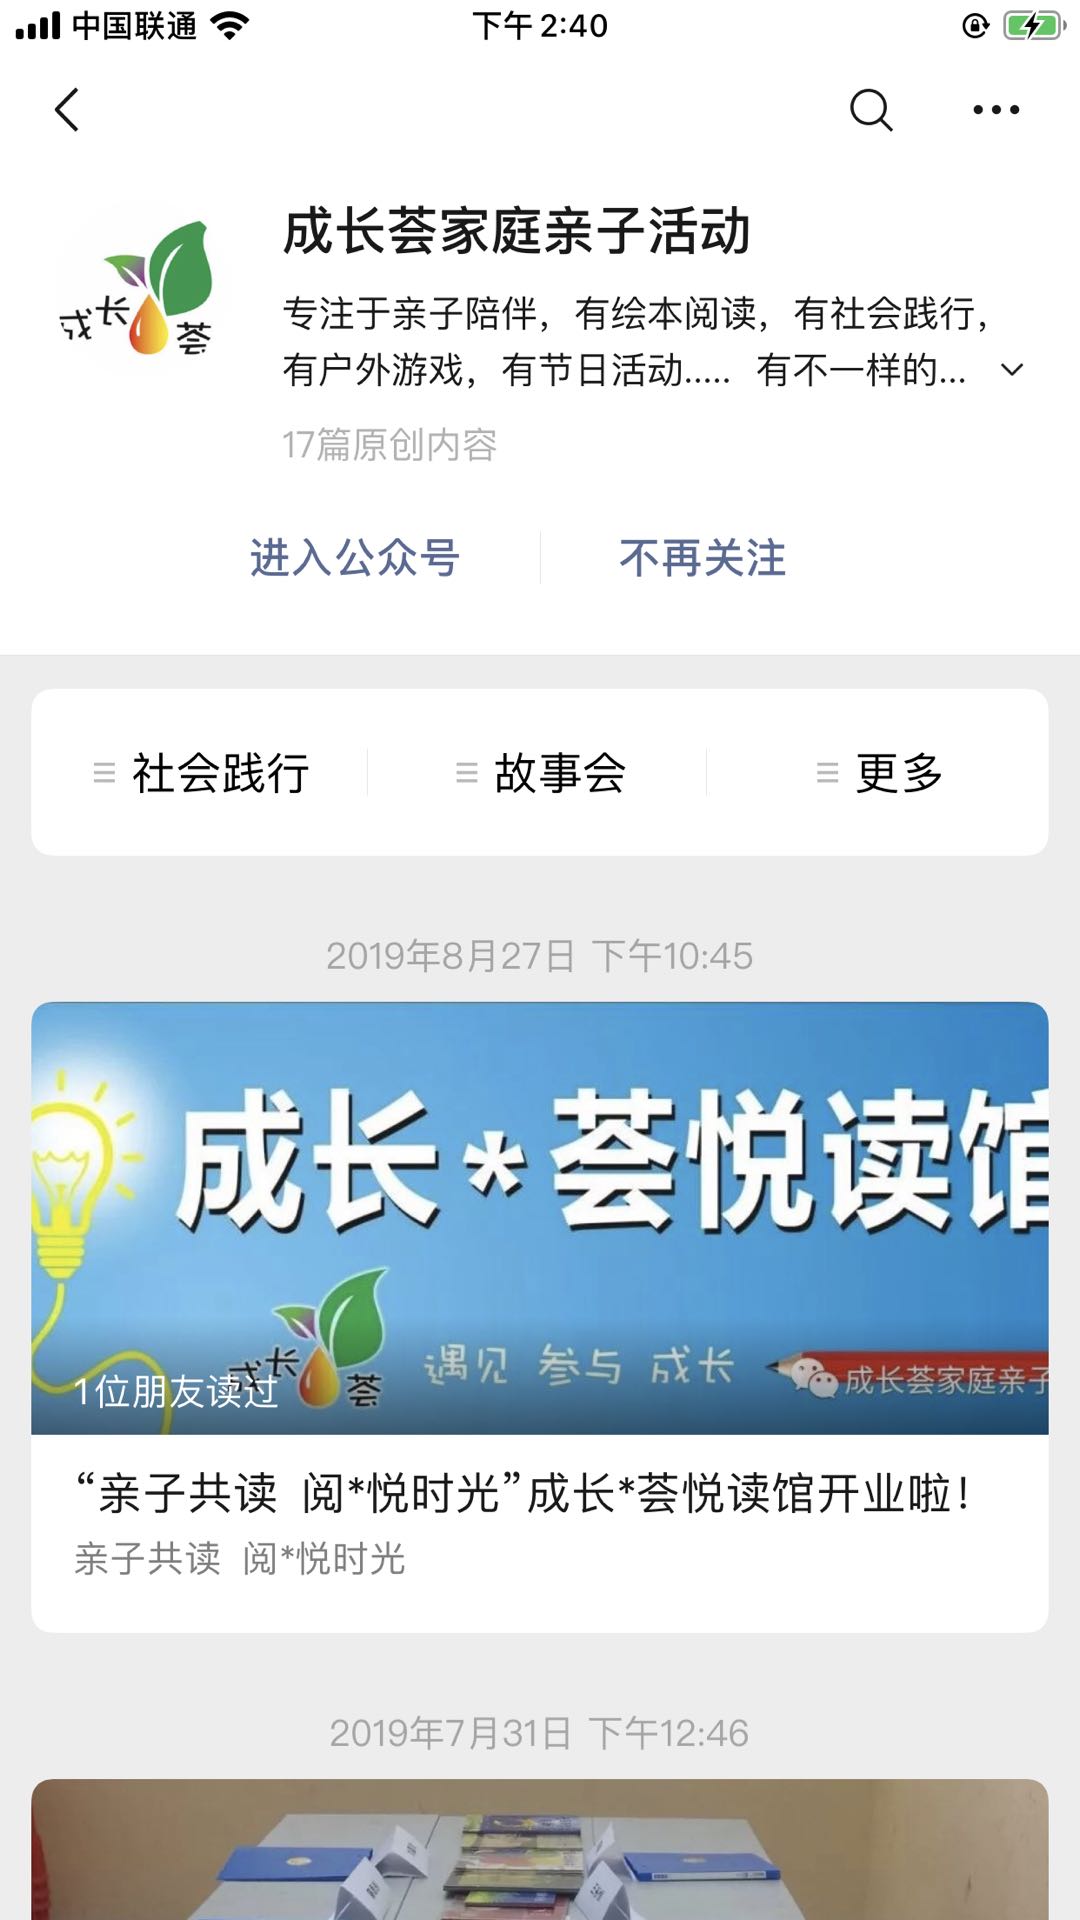 中国联通
下午2:40
成长荟家庭亲子活动
成长荟
专注于亲子陪伴，有绘本阅读，有社会践行，
有户外游戏，有节日活动..... 有不一样的...
17篇原创内容
进入公众号
不再关注
社会践行
故事会
更多
2019年8月27日 下午10:45
成长*荟悦读馆
成长荟
遇见 参与 成长
成长荟家庭亲子
1位朋友读过
“亲子共读 阅*悦时光”成长*荟悦读馆开业啦！
亲子共读 阅*悦时光
2019年7月31日 下午12:46